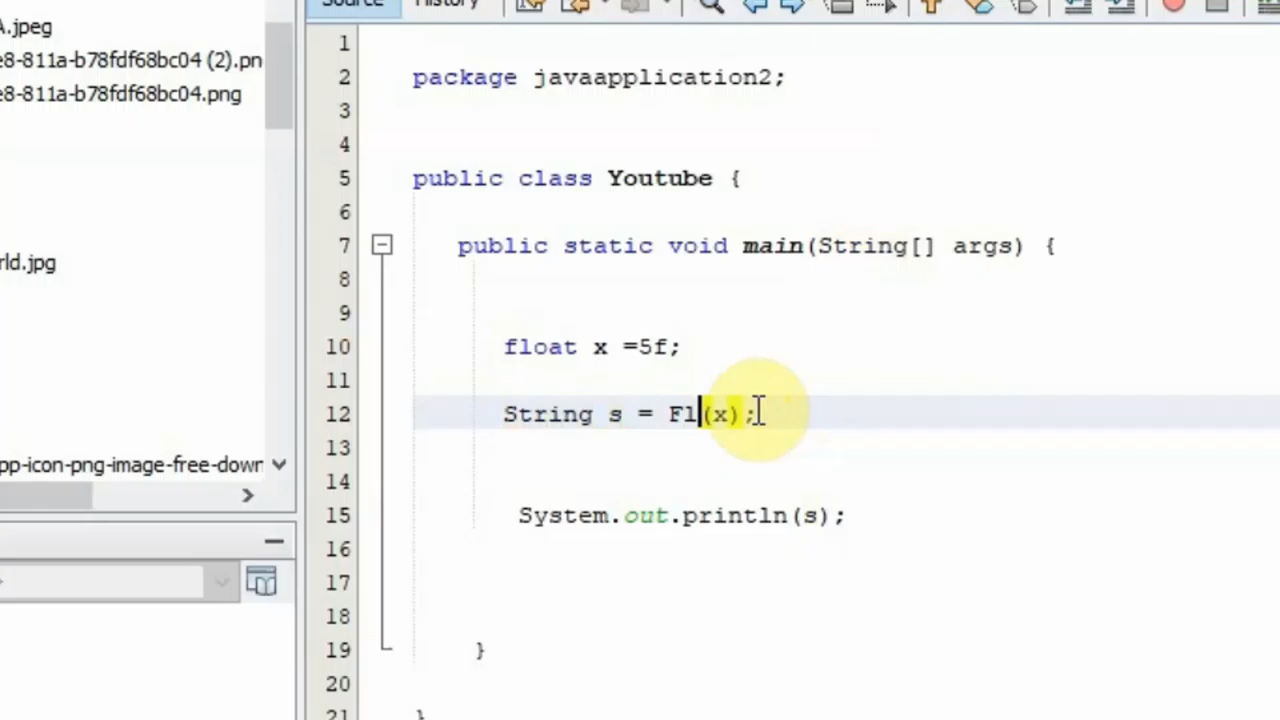 Source History
A.jpeg
e8-811a-b78fdf68bc04 (2).pn
e8-811a-b78fdf68bc04.png
rld.jpg
pp-icon-png-image-free-down
1
2 package javaapplication2;
3
4
5 public class Youtube {
6
7 public static void main(String[] args) {
8
9
10 float x =5f;
11
12 String s = Fl(x);
13
14
15 System.out.println(s);
16
17
18
19 }
20
21 }